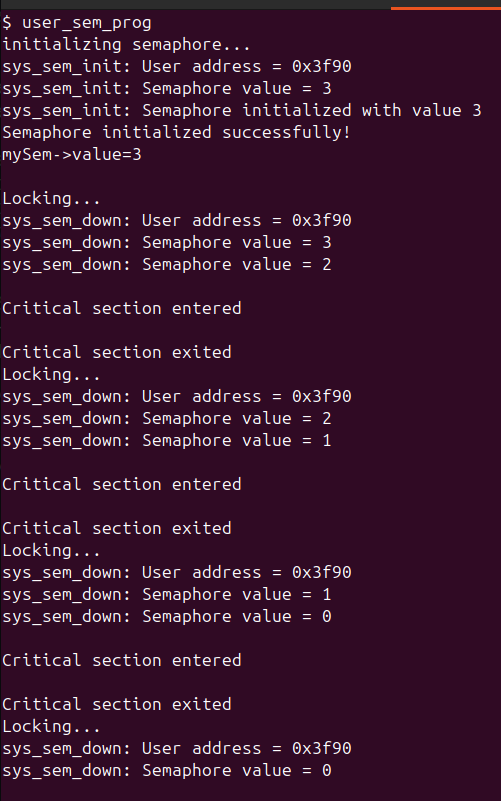 $ user_sem_prog
initializing semaphore...
sys_sem_init: User address = 0x3f90
sys_sem_init: Semaphore value = 3
sys_sem_init: Semaphore initialized with value 3
Semaphore initialized successfully!
mySem->value=3
Locking...
sys_sem_down: User address = 0x3f90
sys_sem_down: Semaphore value = 3
sys_sem_down: Semaphore value = 2
Critical section entered
Critical section exited
Locking...
sys_sem_down: User address = 0x3f90
sys_sem_down: Semaphore value = 2
sys_sem_down: Semaphore value = 1
Critical section entered
Critical section exited
Locking...
sys_sem_down: User address = 0x3f90
sys_sem_down: Semaphore value = 1
sys_sem_down: Semaphore value = 0
Critical section entered
Critical section exited
Locking...
sys_sem_down: User address = 0x3f90
sys_sem_down: Semaphore value = 0